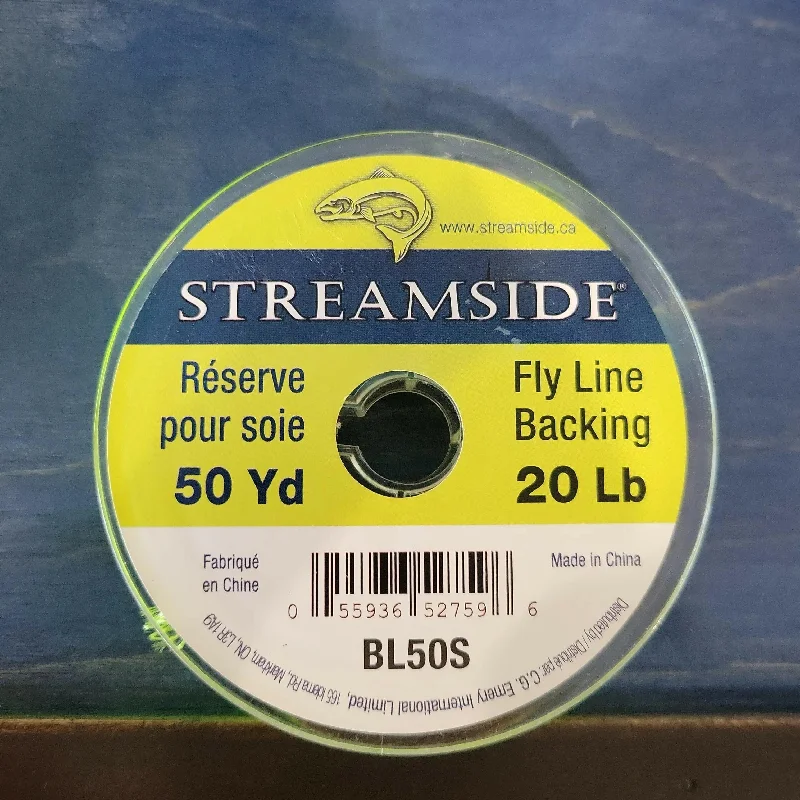 www.streamside.ca
STREAMSIDE®
Réserve
pour soie
50 Yd
Fly Line
Backing
20 Lb
Fabriqué
en Chine
Made in China
0 55936 52759 6
BL50S
Distributed by / Distribué par: C.G. Emery International Limited. 165 Idema Rd., Markham, ON, L3R 1A9